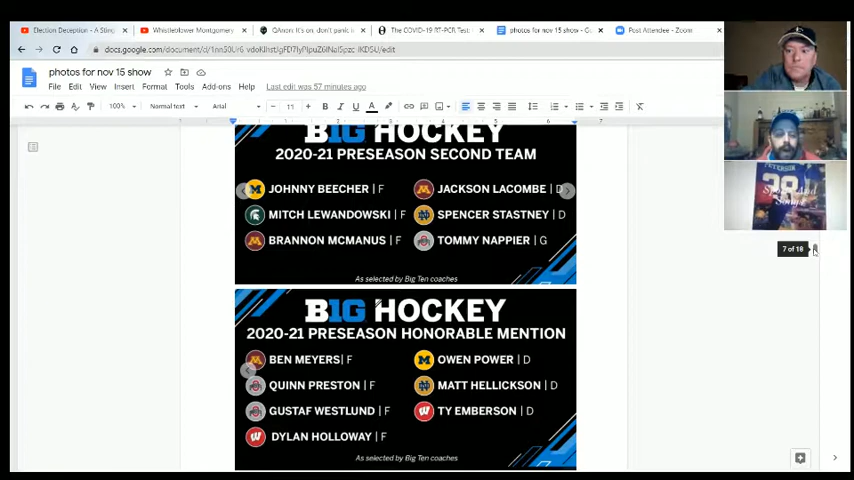 Election Deception - A Sting
Whistleblower Montgomery
QAnon: It's on, don't panic in
The COVID-19 RT-PCR Test:
photos for nov 15 show - Go
Post Attendee - Zoom
photos for nov 15 show
File Edit View Insert Format Tools Add-ons Help Last edit was 57 minutes ago
100% Normal text Arial 11
B1G HOCKEY
2020-21 PRESEASON SECOND TEAM
JOHNNY BEECHER | F JACKSON LACOMBE | D
MITCH LEWANDOWSKI | F SPENCER STASTNEY | D
BRANNON MCMANUS | F TOMMY NAPPIER | G
As selected by Big Ten coaches
7 of 18
B1G HOCKEY
2020-21 PRESEASON HONORABLE MENTION
BEN MEYERS| F OWEN POWER | D
QUINN PRESTON | F MATT HELLICKSON | D
GUSTAF WESTLUND | F TY EMBERSON | D
DYLAN HOLLOWAY | F
As selected by Big Ten coaches